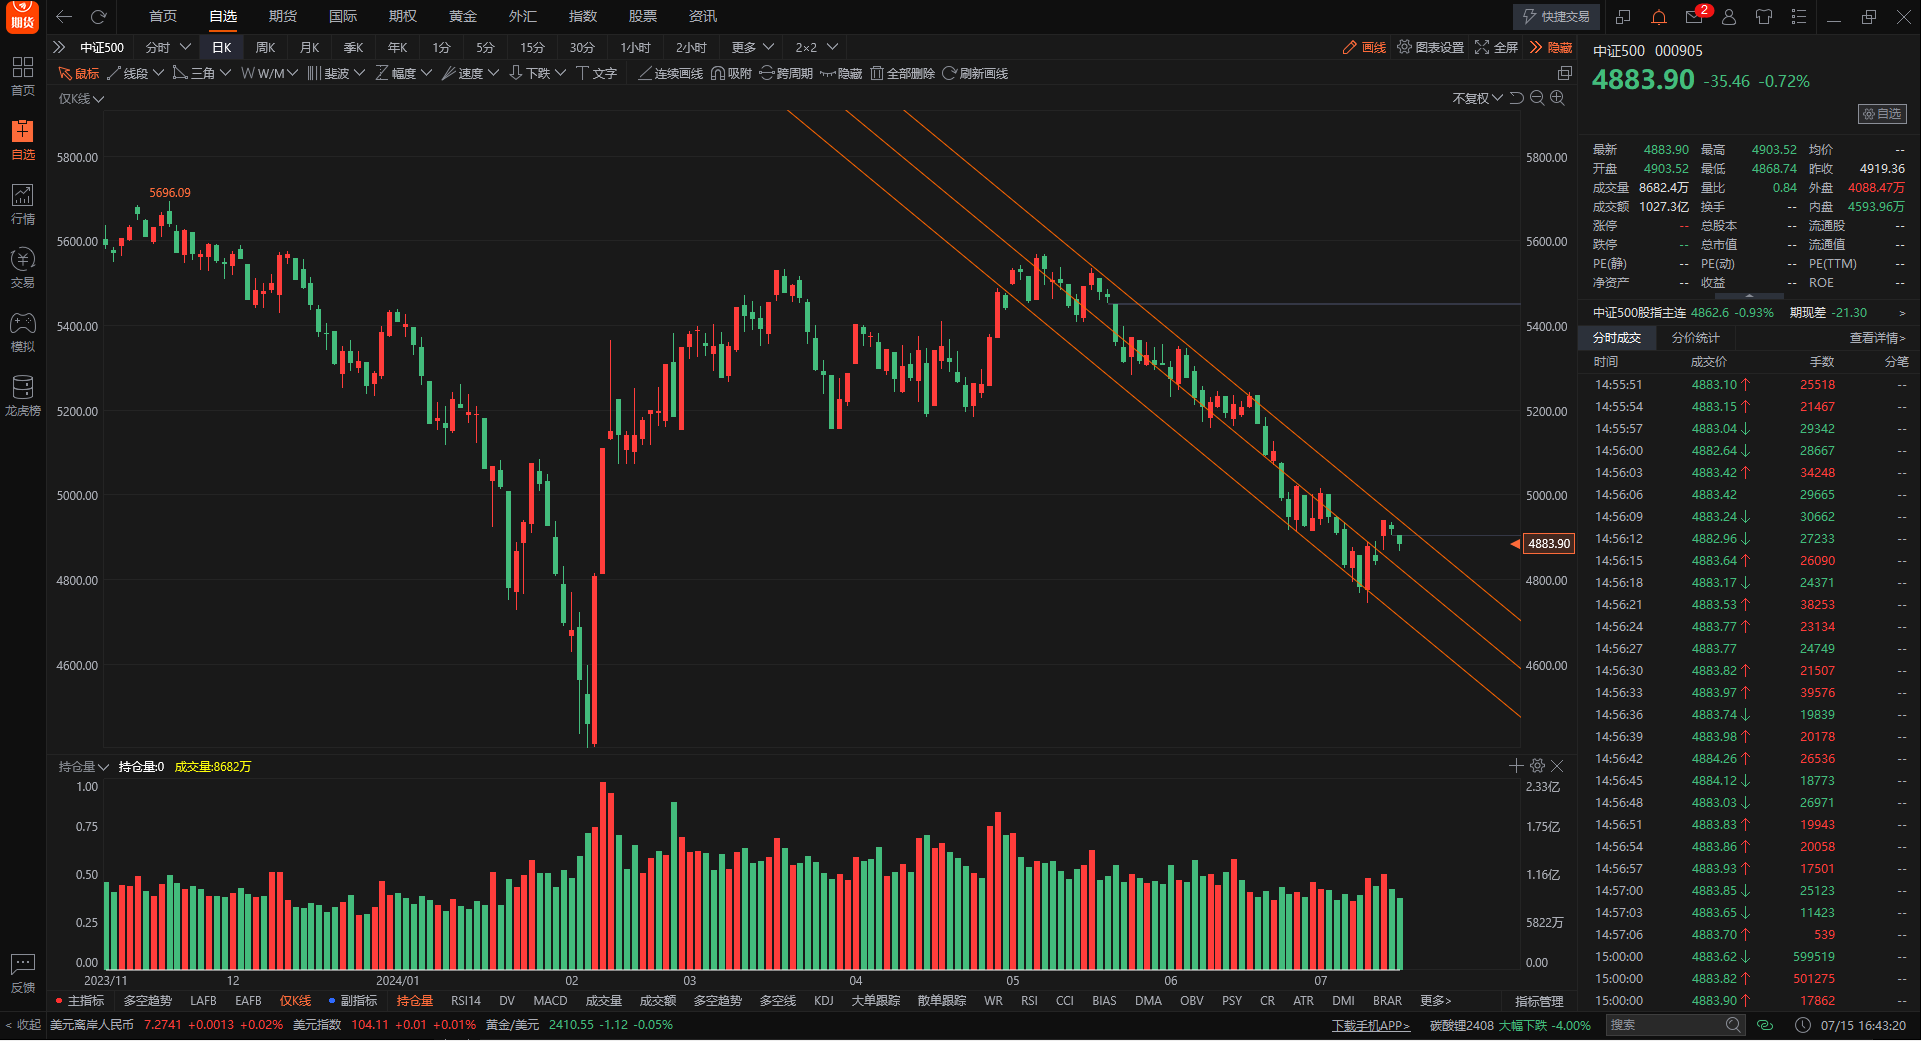 期货
首页 自选 期货 国际 期权 黄金 外汇 指数 股票 资讯
快捷交易 2
中证500 分时 日K 周K 月K 季K 年K 1分 5分 15分 30分 1小时 2小时 更多 2×2 画线 图表设置 全屏 隐藏
鼠标 线段 三角 W/M 斐波 幅度 速度 下跌 文字 连续画线 吸附 跨周期 隐藏 全部删除 刷新画线
仅K线 不复权
首页
自选
行情
交易
模拟
龙虎榜
反馈
< 收起
5800.00 5800.00
5696.09
5600.00 5600.00
5400.00 5400.00
5200.00 5200.00
5000.00 5000.00
4883.90
4800.00 4800.00
4600.00 4600.00
持仓量 持仓量:0 成交量:8682万
1.00 2.33亿
0.75 1.75亿
0.50 1.16亿
0.25 5822万
0.00 0.00
2023/11 12 2024/01 02 03 04 05 06 07
主指标 多空趋势 LAFB EAFB 仅K线 副指标 持仓量 RSI14 DV MACD 成交量 成交额 多空趋势 多空线 KDJ 大单跟踪 散单跟踪 WR RSI CCI BIAS DMA OBV PSY CR ATR DMI BRAR 更多> 指标管理
中证500 000905
4883.90 -35.46 -0.72%
自选
最新 4883.90 最高 4903.52 均价 --
开盘 4903.52 最低 4868.74 昨收 4919.36
成交量 8682.4万 量比 0.84 外盘 4088.47万
成交额 1027.3亿 换手 -- 内盘 4593.96万
涨停 -- 总股本 -- 流通股 --
跌停 -- 总市值 -- 流通值 --
PE(静) -- PE(动) -- PE(TTM) --
净资产 -- 收益 -- ROE --
中证500股指主连 4862.6 -0.93% 期现差 -21.30 >
分时成交 分价统计 查看详情>
时间 成交价 手数 分笔
14:55:51 4883.10↑ 25518 --
14:55:54 4883.15↑ 21467 --
14:55:57 4883.04↓ 29342 --
14:56:00 4882.64↓ 28667 --
14:56:03 4883.42↑ 34248 --
14:56:06 4883.42 29665 --
14:56:09 4883.24↓ 30662 --
14:56:12 4882.96↓ 27233 --
14:56:15 4883.64↑ 26090 --
14:56:18 4883.17↓ 24371 --
14:56:21 4883.53↑ 38253 --
14:56:24 4883.77↑ 23134 --
14:56:27 4883.77 24749 --
14:56:30 4883.82↑ 21507 --
14:56:33 4883.97↑ 39576 --
14:56:36 4883.74↓ 19839 --
14:56:39 4883.98↑ 20178 --
14:56:42 4884.26↑ 26536 --
14:56:45 4884.12↓ 18773 --
14:56:48 4883.03↓ 26971 --
14:56:51 4883.83↑ 19943 --
14:56:54 4883.86↑ 20058 --
14:56:57 4883.93↑ 17501 --
14:57:00 4883.85↓ 25123 --
14:57:03 4883.65↓ 11423 --
14:57:06 4883.70↑ 539 --
15:00:00 4883.62↓ 599519 --
15:00:00 4883.82↑ 501275 --
15:00:00 4883.90↑ 17862 --
美元离岸人民币 7.2741 +0.0013 +0.02% 美元指数 104.11 +0.01 +0.01% 黄金/美元 2410.55 -1.12 -0.05% 下载手机APP> 碳酸锂2408 大幅下跌 -4.00% 搜索 07/15 16:43:20